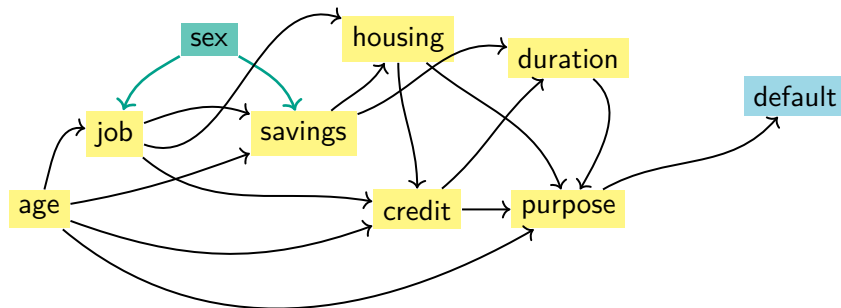 sex
housing
duration
default
job
savings
age
credit
purpose